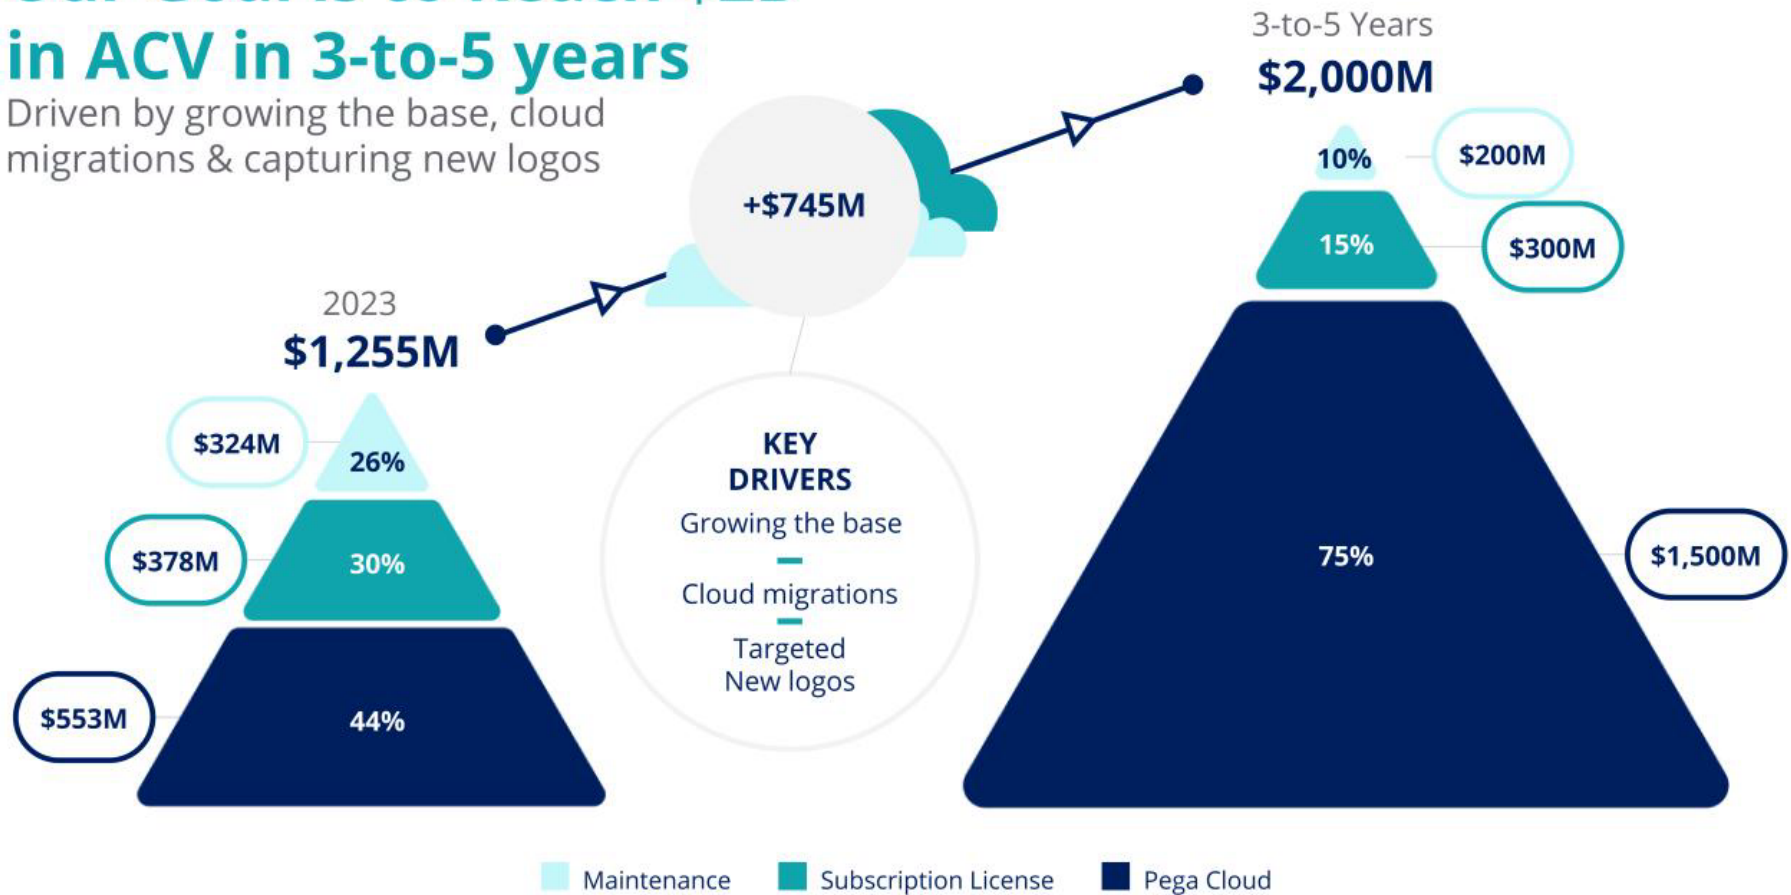 in ACV in 3-to-5 years
Driven by growing the base, cloud
migrations & capturing new logos
2023
$1,255M
$324M
26%
$378M
30%
$553M
44%
+$745M
KEY
DRIVERS
Growing the base
Cloud migrations
Targeted
New logos
3-to-5 Years
$2,000M
10%
$200M
15%
$300M
75%
$1,500M
Maintenance
Subscription License
Pega Cloud